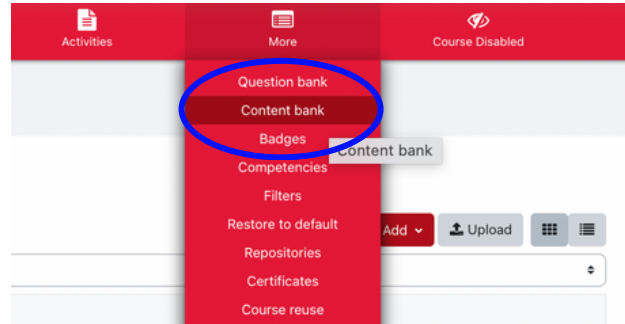 Activities
More
Course Disabled
Question bank
Content bank
Badges
Content bank
Competencies
Filters
Restore to default
Add
Upload
Repositories
Certificates
Course reuse